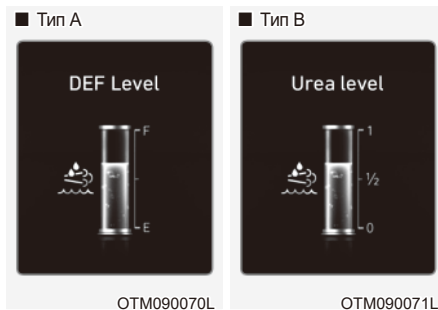 ■ Тип A
DEF Level
F
E
OTM090070L
■ Тип B
Urea level
1
½
0
OTM090071L